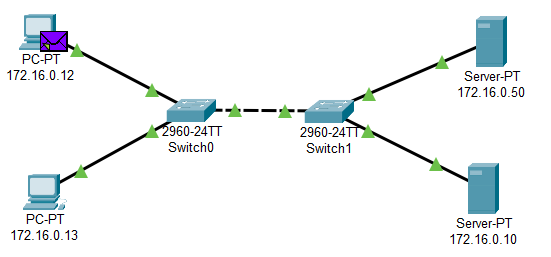 PC-PT
172.16.0.12
Server-PT
172.16.0.50
2960-24TT
Switch0
2960-24TT
Switch1
PC-PT
172.16.0.13
Server-PT
172.16.0.10